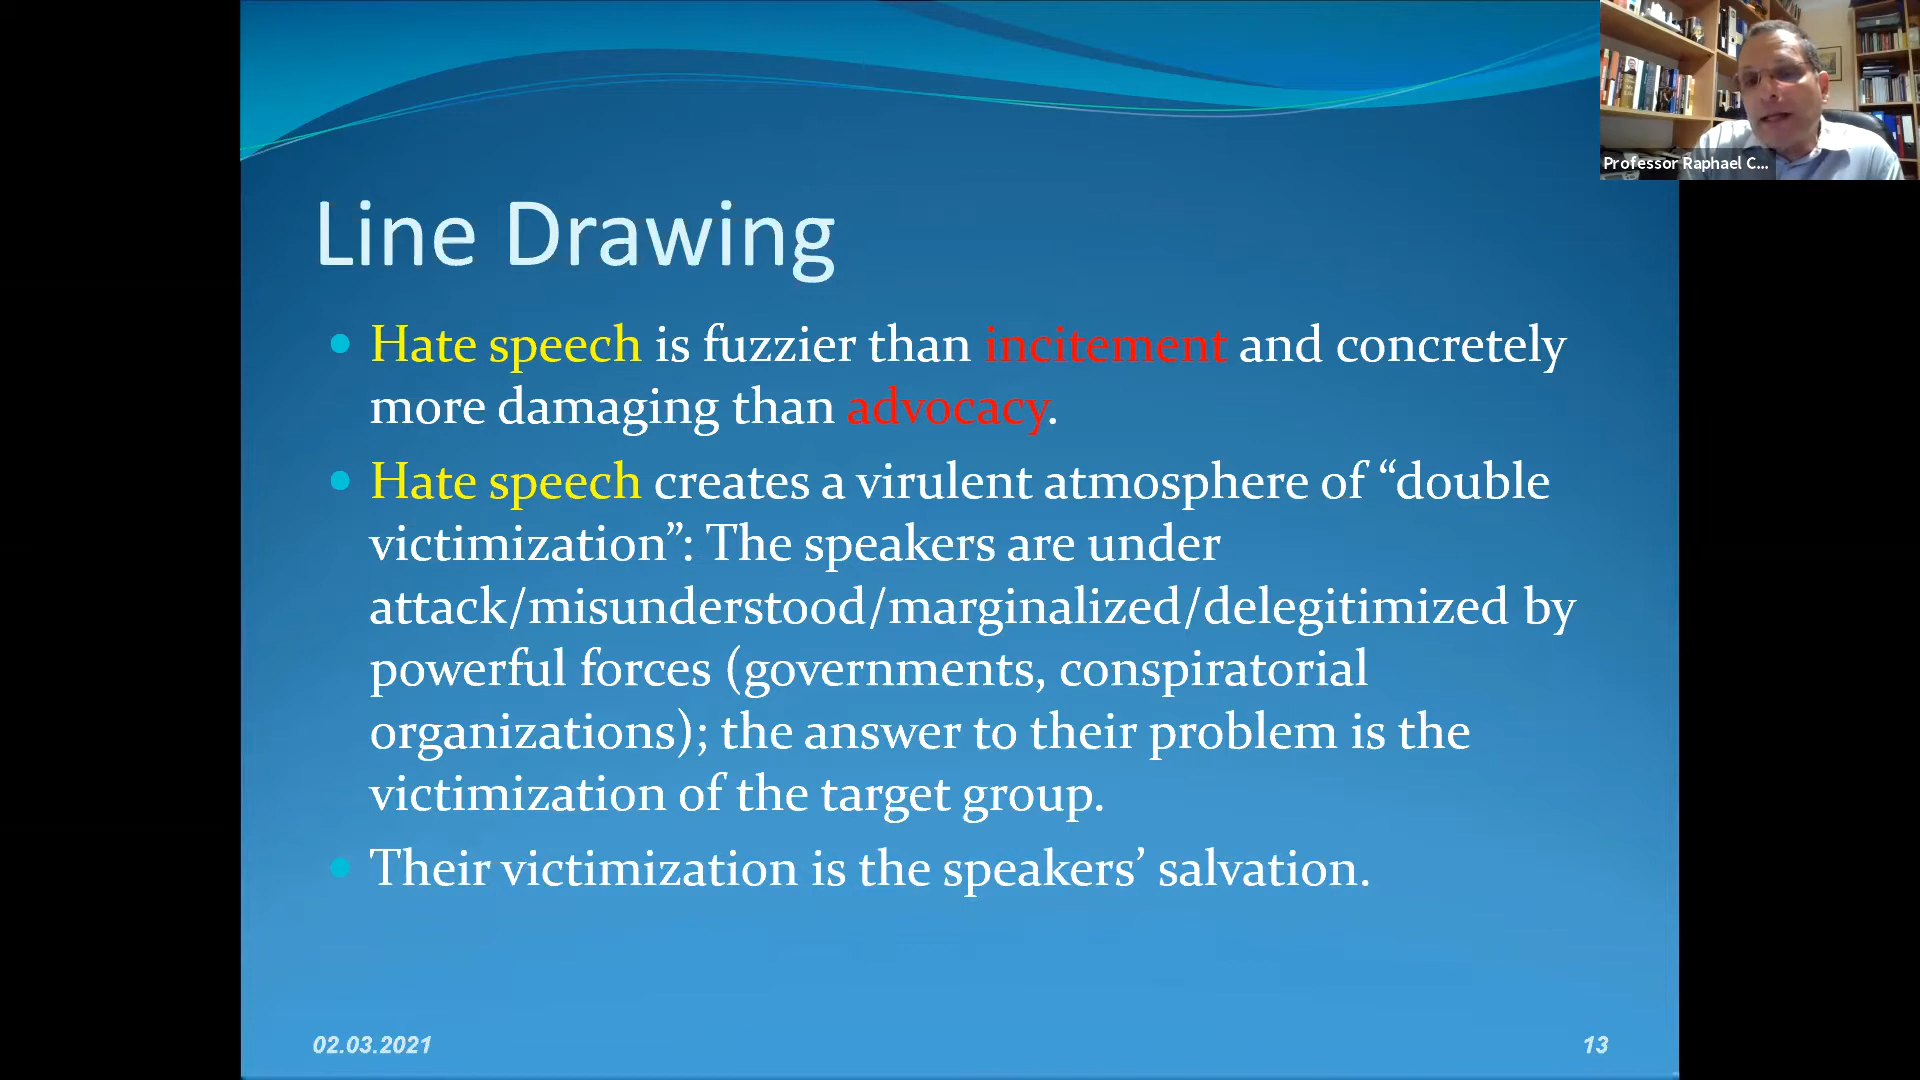 Professor Raphael C...
Line Drawing
• Hate speech is fuzzier than incitement and concretely
more damaging than advocacy.
• Hate speech creates a virulent atmosphere of “double
victimization”: The speakers are under
attack/misunderstood/marginalized/delegitimized by
powerful forces (governments, conspiratorial
organizations); the answer to their problem is the
victimization of the target group.
• Their victimization is the speakers’ salvation.
02.03.2021
13